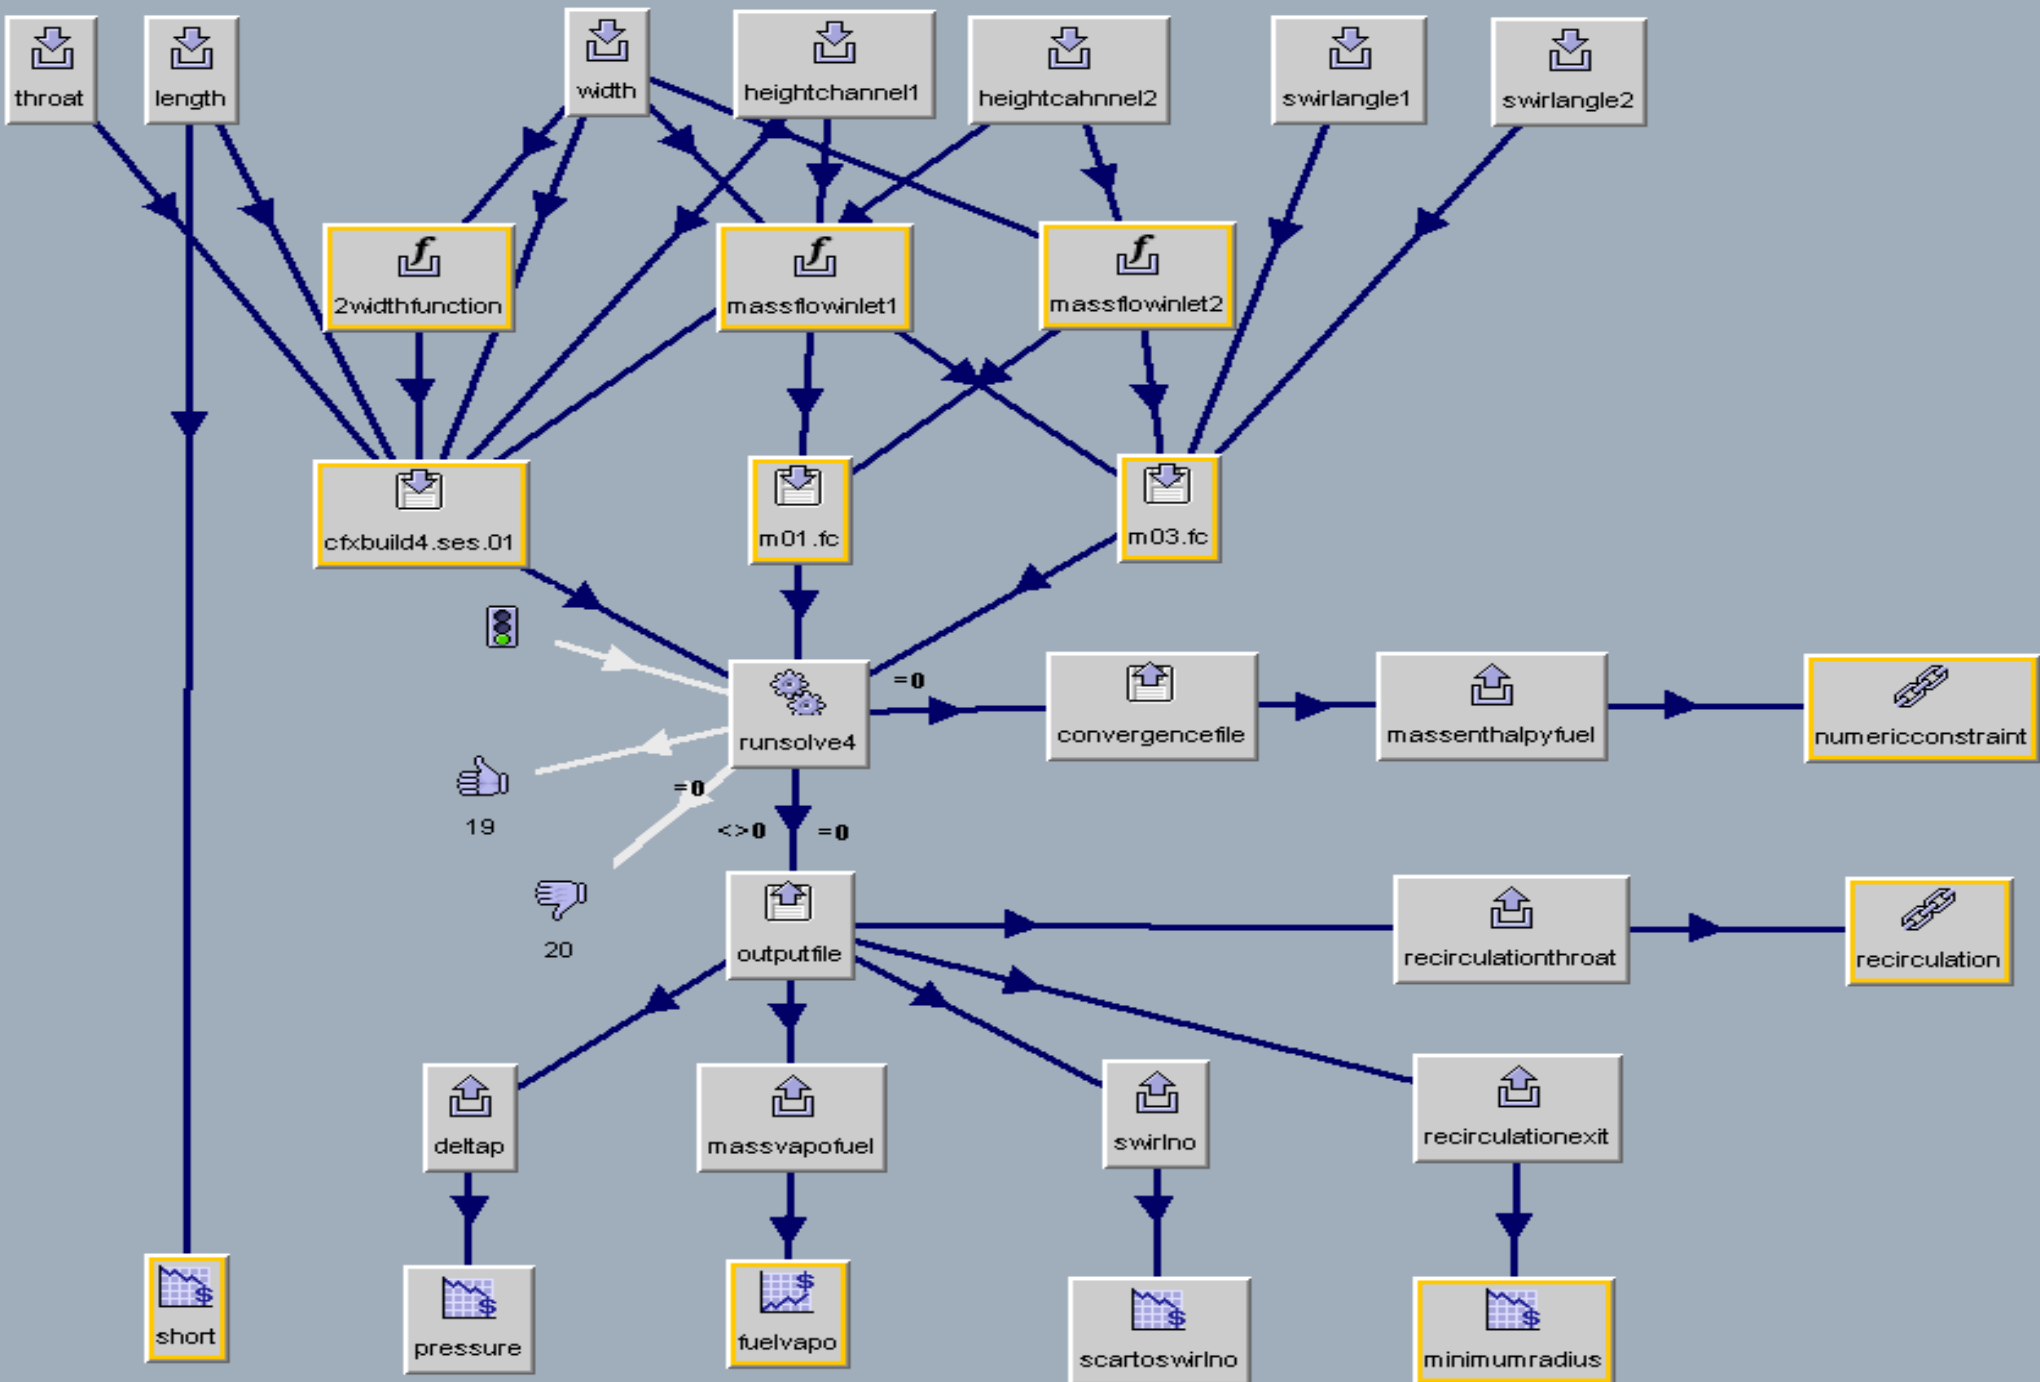 throat
length
width
heightchannel1
heightcahnnel2
swirlangle1
swirlangle2
2widthfunction
massflowinlet1
massflowinlet2
cfxbuild4.ses.01
m01.fc
m03.fc
runsolve4
=0
convergencefile
massenthalpyfuel
numericconstraint
=0
19
<>0
=0
20
outputfile
recirculationthroat
recirculation
deltap
massvapofuel
swirlno
recirculationexit
short
pressure
fuelvapo
scartoswirlno
minimumradius